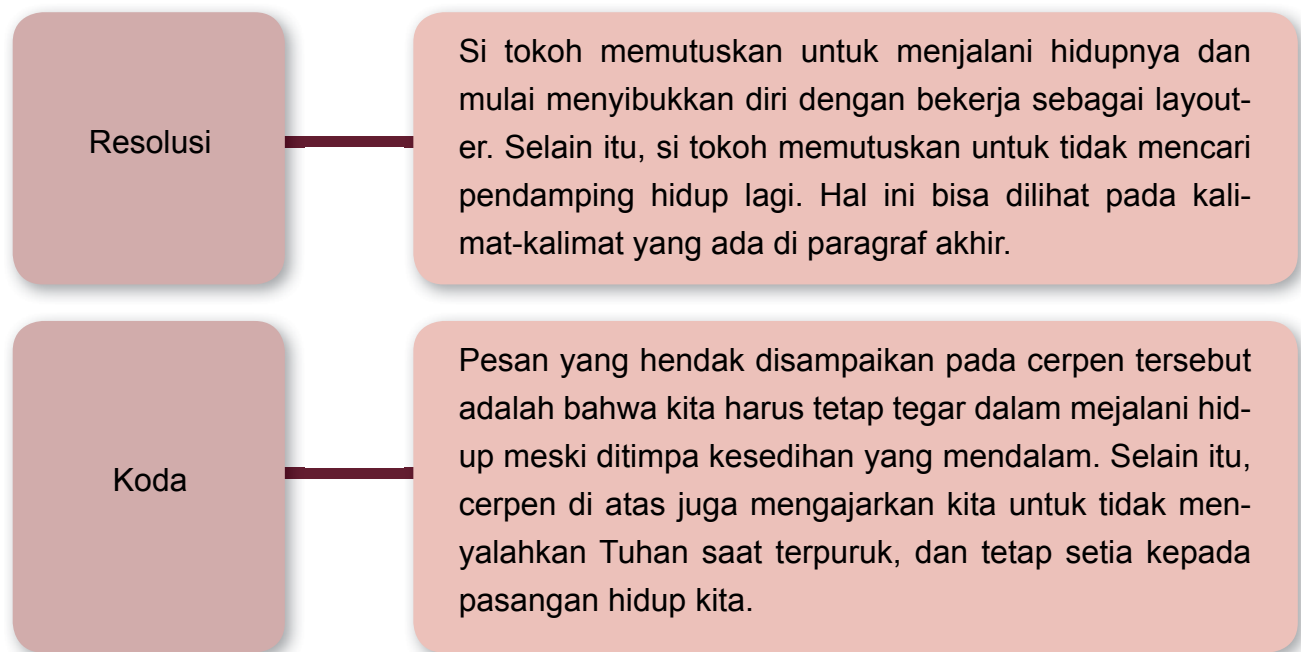 Resolusi
Si tokoh memutuskan untuk menjalani hidupnya dan
mulai menyibukkan diri dengan bekerja sebagai layout-
er. Selain itu, si tokoh memutuskan untuk tidak mencari
pendamping hidup lagi. Hal ini bisa dilihat pada kali-
mat-kalimat yang ada di paragraf akhir.
Koda
Pesan yang hendak disampaikan pada cerpen tersebut
adalah bahwa kita harus tetap tegar dalam mejalani hid-
up meski ditimpa kesedihan yang mendalam. Selain itu,
cerpen di atas juga mengajarkan kita untuk tidak men-
yalahkan Tuhan saat terpuruk, dan tetap setia kepada
pasangan hidup kita.